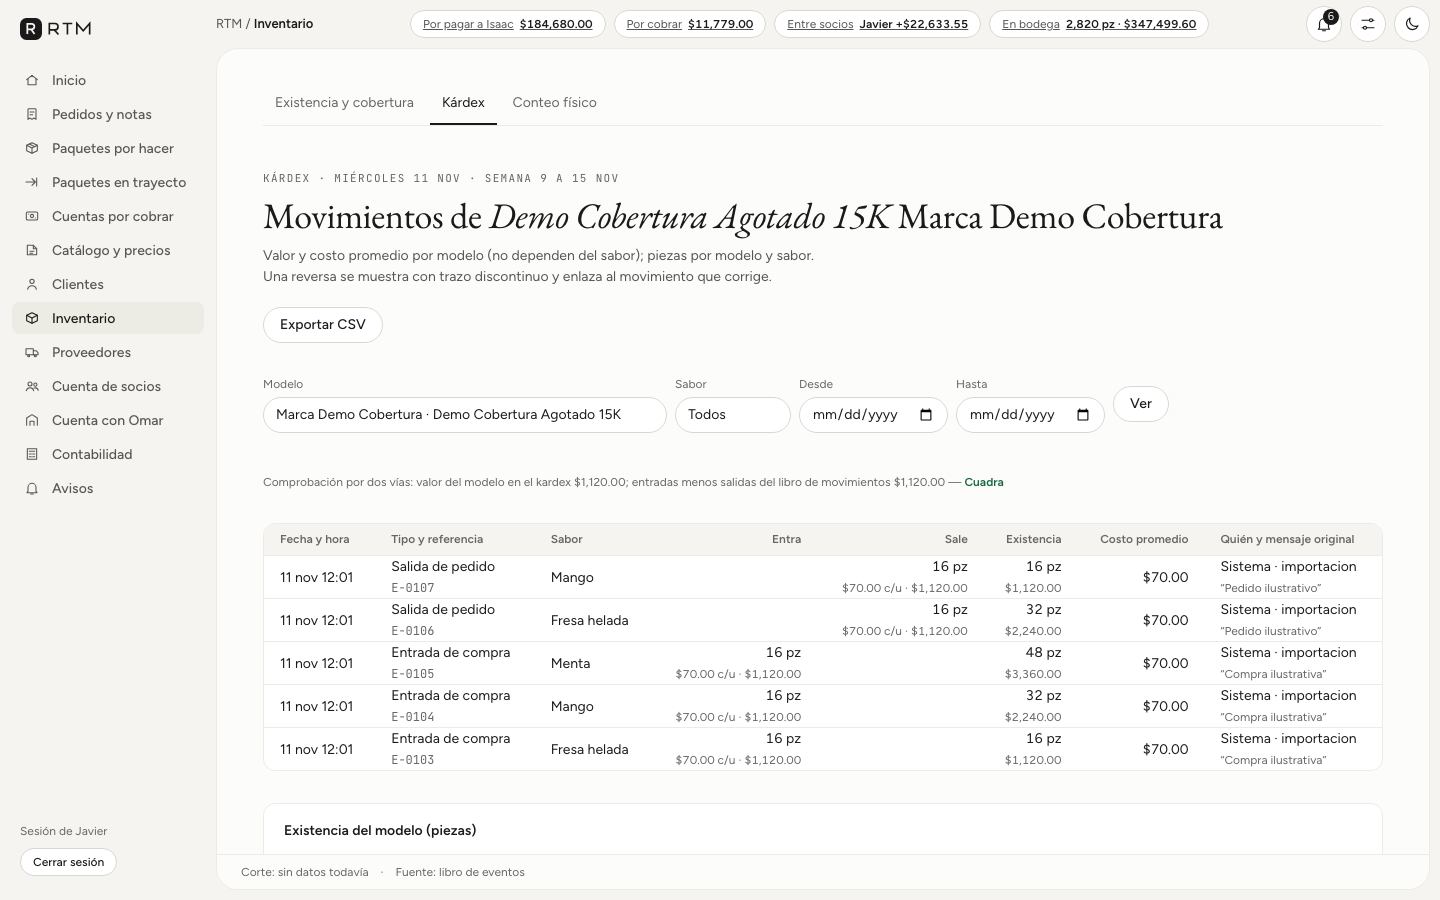 R RTM
RTM / Inventario
Por pagar a Isaac $184,680.00
Por cobrar $11,779.00
Entre socios Javier +$22,633.55
En bodega 2,820 pz · $347,499.60
6
Inicio
Pedidos y notas
Paquetes por hacer
Paquetes en trayecto
Cuentas por cobrar
Catálogo y precios
Clientes
Inventario
Proveedores
Cuenta de socios
Cuenta con Omar
Contabilidad
Avisos
Sesión de Javier
Cerrar sesión
Existencia y cobertura Kárdex Conteo físico
KÁRDEX · MIÉRCOLES 11 NOV · SEMANA 9 A 15 NOV
Movimientos de Demo Cobertura Agotado 15K Marca Demo Cobertura
Valor y costo promedio por modelo (no dependen del sabor); piezas por modelo y sabor.
Una reversa se muestra con trazo discontinuo y enlaza al movimiento que corrige.
Exportar CSV
Modelo Sabor Desde Hasta
Marca Demo Cobertura · Demo Cobertura Agotado 15K Todos mm/dd/yyyy mm/dd/yyyy Ver
Comprobación por dos vías: valor del modelo en el kardex $1,120.00; entradas menos salidas del libro de movimientos $1,120.00 — Cuadra
Fecha y hora Tipo y referencia Sabor Entra Sale Existencia Costo promedio Quién y mensaje original
11 nov 12:01 Salida de pedido Mango 16 pz 16 pz $70.00 Sistema · importacion
E-0107 $70.00 c/u · $1,120.00 $1,120.00 “Pedido ilustrativo”
11 nov 12:01 Salida de pedido Fresa helada 16 pz 32 pz $70.00 Sistema · importacion
E-0106 $70.00 c/u · $1,120.00 $2,240.00 “Pedido ilustrativo”
11 nov 12:01 Entrada de compra Menta 16 pz 48 pz $70.00 Sistema · importacion
E-0105 $70.00 c/u · $1,120.00 $3,360.00 “Compra ilustrativa”
11 nov 12:01 Entrada de compra Mango 16 pz 32 pz $70.00 Sistema · importacion
E-0104 $70.00 c/u · $1,120.00 $2,240.00 “Compra ilustrativa”
11 nov 12:01 Entrada de compra Fresa helada 16 pz 16 pz $70.00 Sistema · importacion
E-0103 $70.00 c/u · $1,120.00 $1,120.00 “Compra ilustrativa”
Existencia del modelo (piezas)
Corte: sin datos todavía · Fuente: libro de eventos